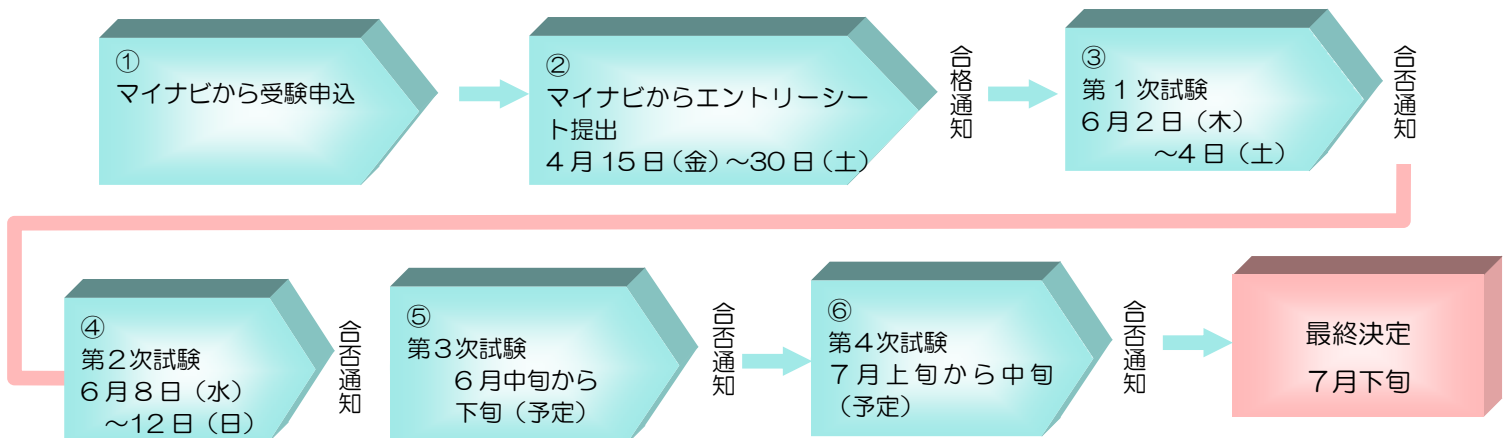 ①
マイナビから受験申込
②
マイナビからエントリーシー
ト提出
４月15日（金）～30日（土）
合格通知
③
第１次試験
６月２日（木）
～４日（土）
合否通知
④
第２次試験
６月８日（水）
～12日（日）
合否通知
⑤
第３次試験
６月中旬から
下旬（予定）
合否通知
⑥
第４次試験
７月上旬から中旬
（予定）
合否通知
最終決定
７月下旬